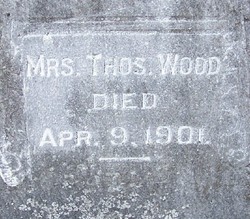 MRS. THOS. WOOD
DIED
APR. 9, 1901.